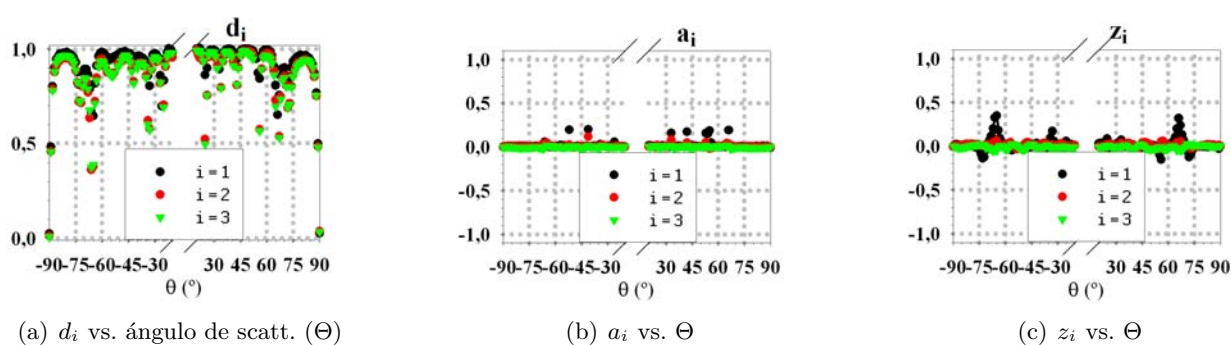 d_i
1,0
0,5
0,0
i = 1
i = 2
i = 3
-90 -75 -60 -45 -30 30 45 60 75 90
θ (º)
(a) d_i vs. ángulo de scatt. (Θ)
a_i
1,0
0,5
0,0
-0,5
-1,0
i = 1
i = 2
i = 3
-90 -75 -60 -45 -30 30 45 60 75 90
θ (º)
(b) a_i vs. Θ
z_i
1,0
0,5
0,0
-0,5
-1,0
i = 1
i = 2
i = 3
-90 -75 -60 -45 -30 30 45 60 75 90
θ (º)
(c) z_i vs. Θ